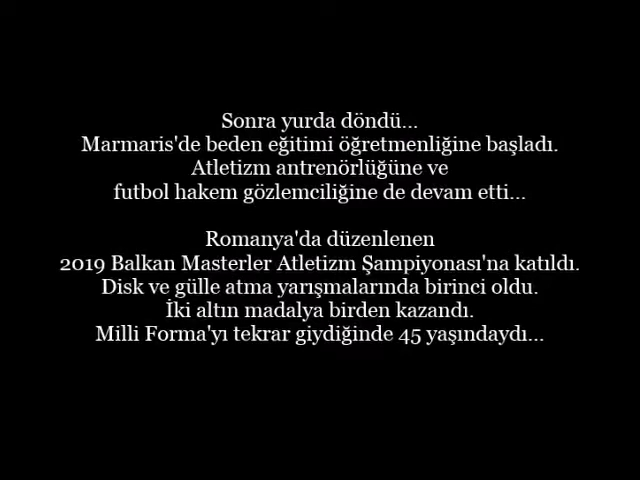 Sonra yurda döndü...
Marmaris'de beden eğitimi öğretmenliğine başladı.
Atletizm antrenörlüğüne ve
futbol hakem gözlemciliğine de devam etti...
Romanya'da düzenlenen
2019 Balkan Masterler Atletizm Şampiyonası'na katıldı.
Disk ve gülle atma yarışmalarında birinci oldu.
İki altın madalya birden kazandı.
Milli Forma'yı tekrar giydiğinde 45 yaşındaydı...